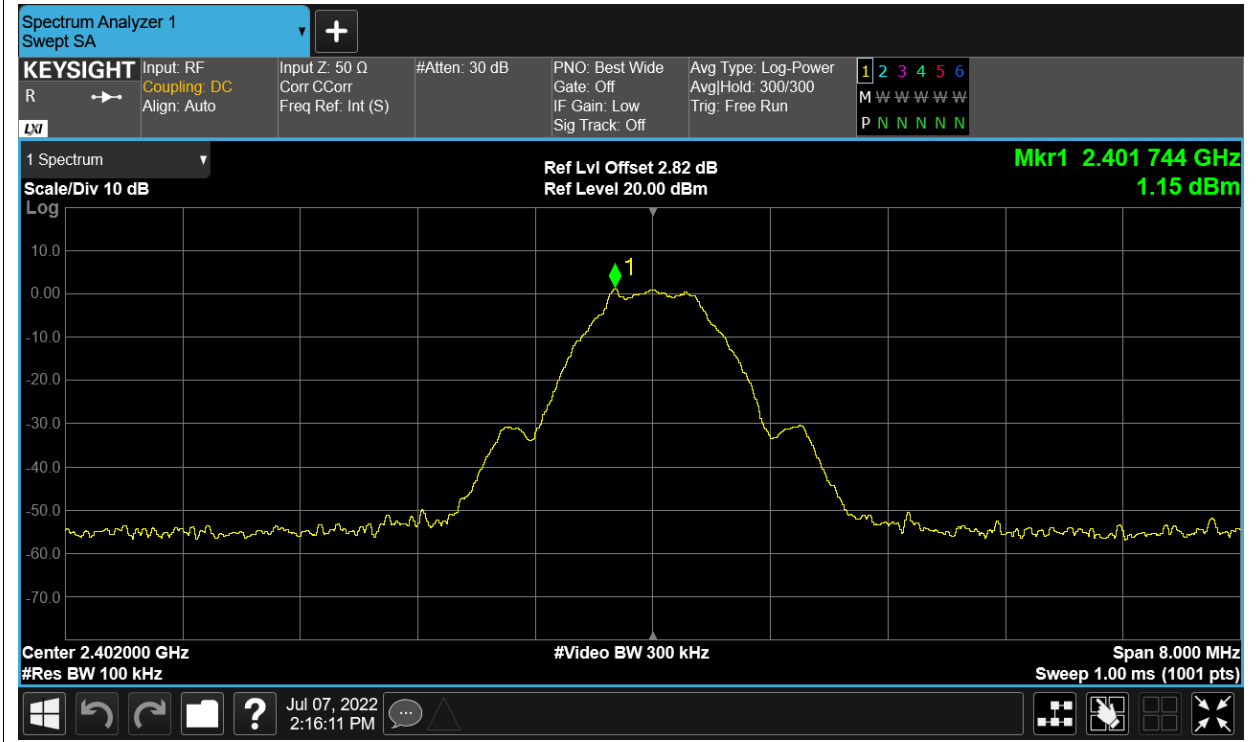 Spectrum Analyzer 1
Swept SA
+
KEYSIGHT
R
LXI
Input: RF
Coupling: DC
Align: Auto
Input Z: 50 Ω
Corr CCorr
Freq Ref: Int (S)
#Atten: 30 dB
PNO: Best Wide
Gate: Off
IF Gain: Low
Sig Track: Off
Avg Type: Log-Power
Avg|Hold: 300/300
Trig: Free Run
1 2 3 4 5 6
M W W W W W W
P N N N N N N
1 Spectrum
Scale/Div 10 dB
Log
Ref Lvl Offset 2.82 dB
Ref Level 20.00 dBm
Mkr1 2.401 744 GHz
1.15 dBm
10.0
1
0.00
-10.0
-20.0
-30.0
-40.0
-50.0
-60.0
-70.0
Center 2.402000 GHz
#Video BW 300 kHz
Span 8.000 MHz
#Res BW 100 kHz
Sweep 1.00 ms (1001 pts)
?
Jul 07, 2022
2:16:11 PM